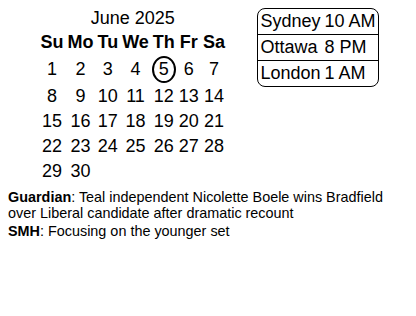 June 2025
Su Mo Tu We Th Fr Sa
1 2 3 4 5 6 7
8 9 10 11 12 13 14
15 16 17 18 19 20 21
22 23 24 25 26 27 28
29 30
Sydney 10 AM
Ottawa 8 PM
London 1 AM
Guardian: Teal independent Nicolette Boele wins Bradfield
over Liberal candidate after dramatic recount
SMH: Focusing on the younger set